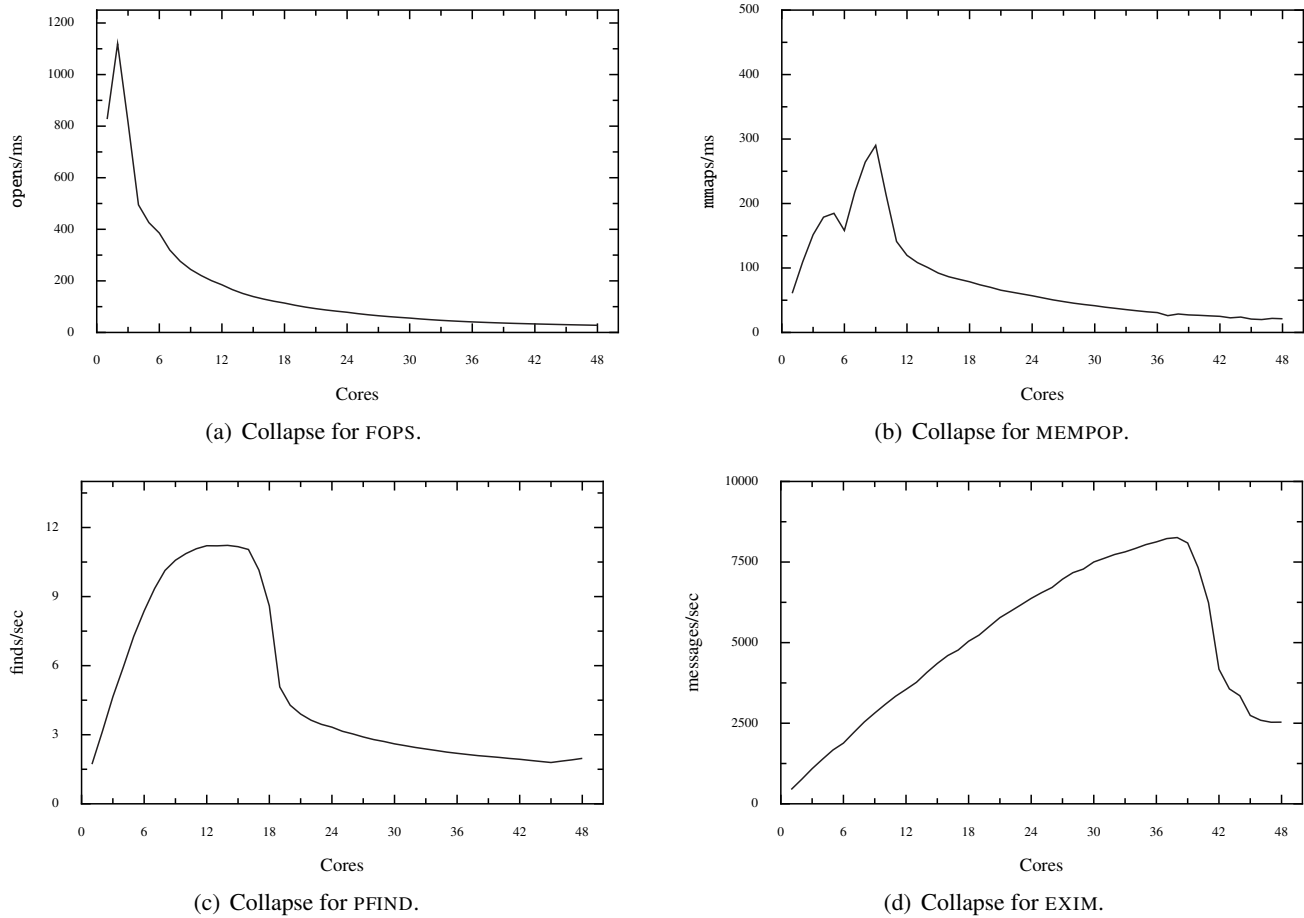 1200
1000
800
600
400
200
0
opens/ms
0 6 12 18 24 30 36 42 48
Cores
(a) Collapse for FOPS.
500
400
300
200
100
0
mmaps/ms
0 6 12 18 24 30 36 42 48
Cores
(b) Collapse for MEMPOP.
12
9
6
3
0
finds/sec
0 6 12 18 24 30 36 42 48
Cores
(c) Collapse for PFIND.
10000
7500
5000
2500
0
messages/sec
0 6 12 18 24 30 36 42 48
Cores
(d) Collapse for EXIM.